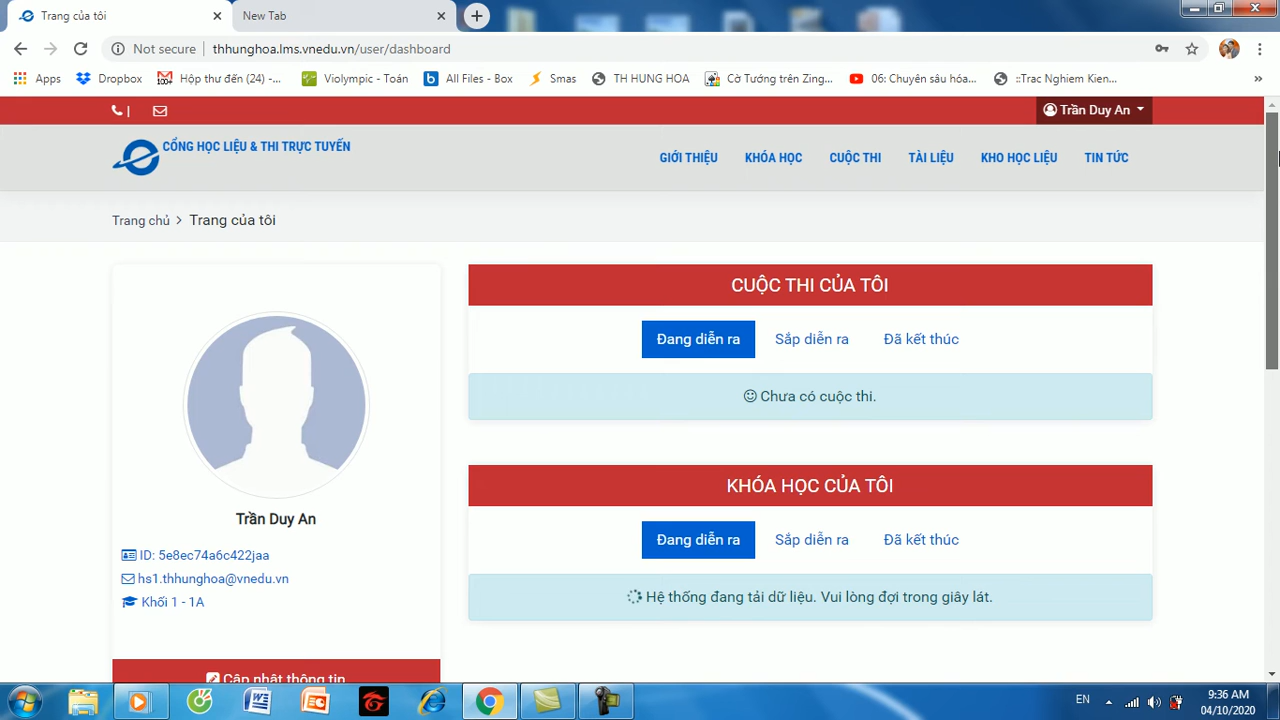 Trang của tôi
New Tab
Not secure
thhunghoa.lms.vnedu.vn/user/dashboard
Apps
Dropbox
100+
Hộp thư đến (24) -...
Violympic - Toán
All Files - Box
Smas
TH HUNG HOA
Cờ Tướng trên Zing...
06: Chuyên sâu hóa...
::Trac Nghiem Kien...
»
|
Trần Duy An
CỔNG HỌC LIỆU & THI TRỰC TUYẾN
GIỚI THIỆU
KHÓA HỌC
CUỘC THI
TÀI LIỆU
KHO HỌC LIỆU
TIN TỨC
Trang chủ > Trang của tôi
CUỘC THI CỦA TÔI
Đang diễn ra
Sắp diễn ra
Đã kết thúc
Chưa có cuộc thi.
KHÓA HỌC CỦA TÔI
Đang diễn ra
Sắp diễn ra
Đã kết thúc
Hệ thống đang tải dữ liệu. Vui lòng đợi trong giây lát.
Trần Duy An
ID: 5e8ec74a6c422jaa
hs1.thhunghoa@vnedu.vn
Khối 1 - 1A
Cập nhật thông tin
EN
9:36 AM
04/10/2020